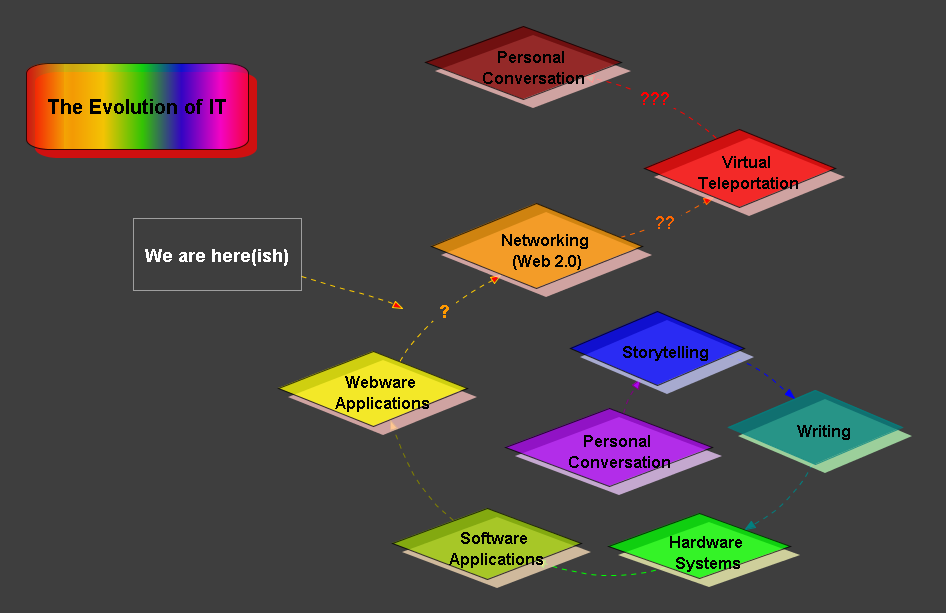 Personal
Conversation
The Evolution of IT
???
Virtual
Teleportation
??
Networking
(Web 2.0)
We are here(ish)
?
Storytelling
Webware
Applications
Writing
Personal
Conversation
Software
Applications
Hardware
Systems